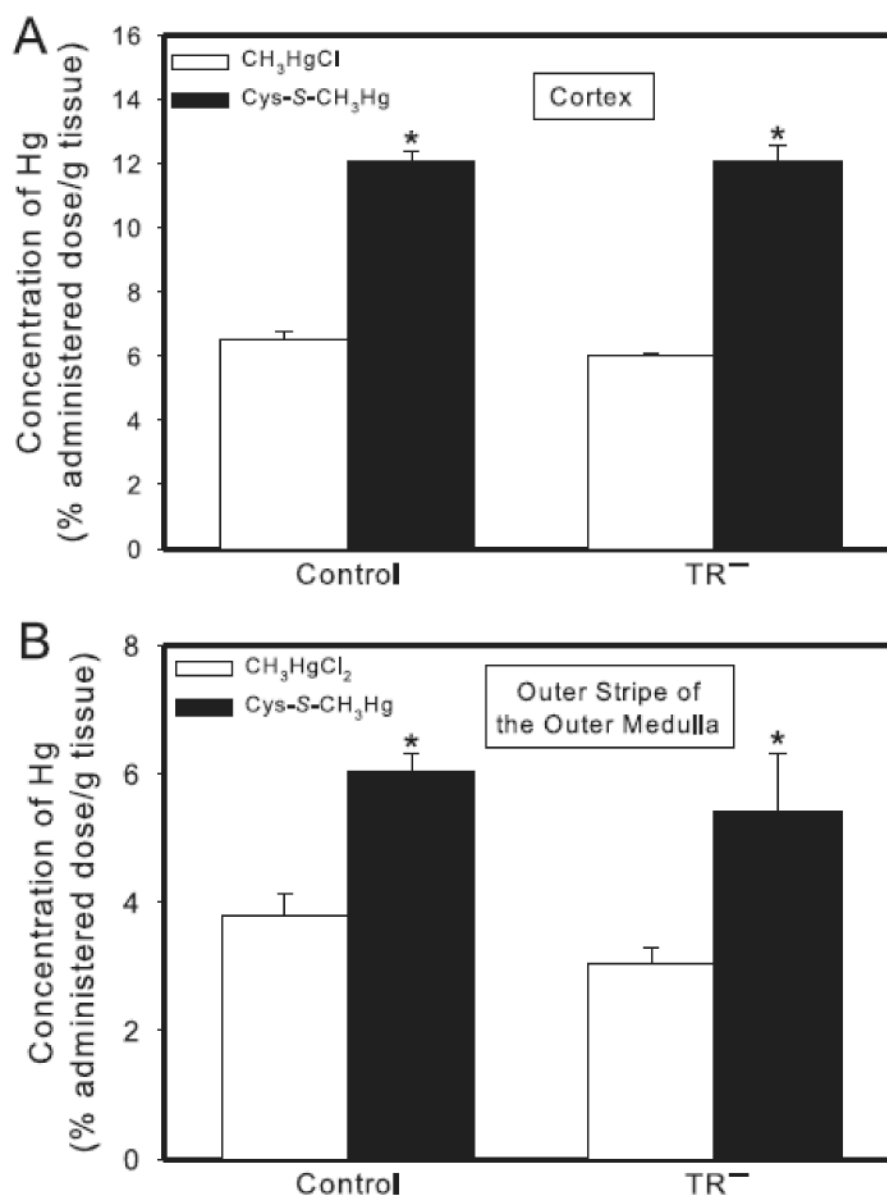 A
Concentration of Hg
(% administered dose/g tissue)
16
14
12
10
8
6
4
2
0
CH₃HgCl
Cys-S-CH₃Hg
Cortex
*
*
Control
TR⁻
B
Concentration of Hg
(% administered dose/g tissue)
8
6
4
2
0
CH₃HgCl₂
Cys-S-CH₃Hg
Outer Stripe of
the Outer Medulla
*
*
Control
TR⁻